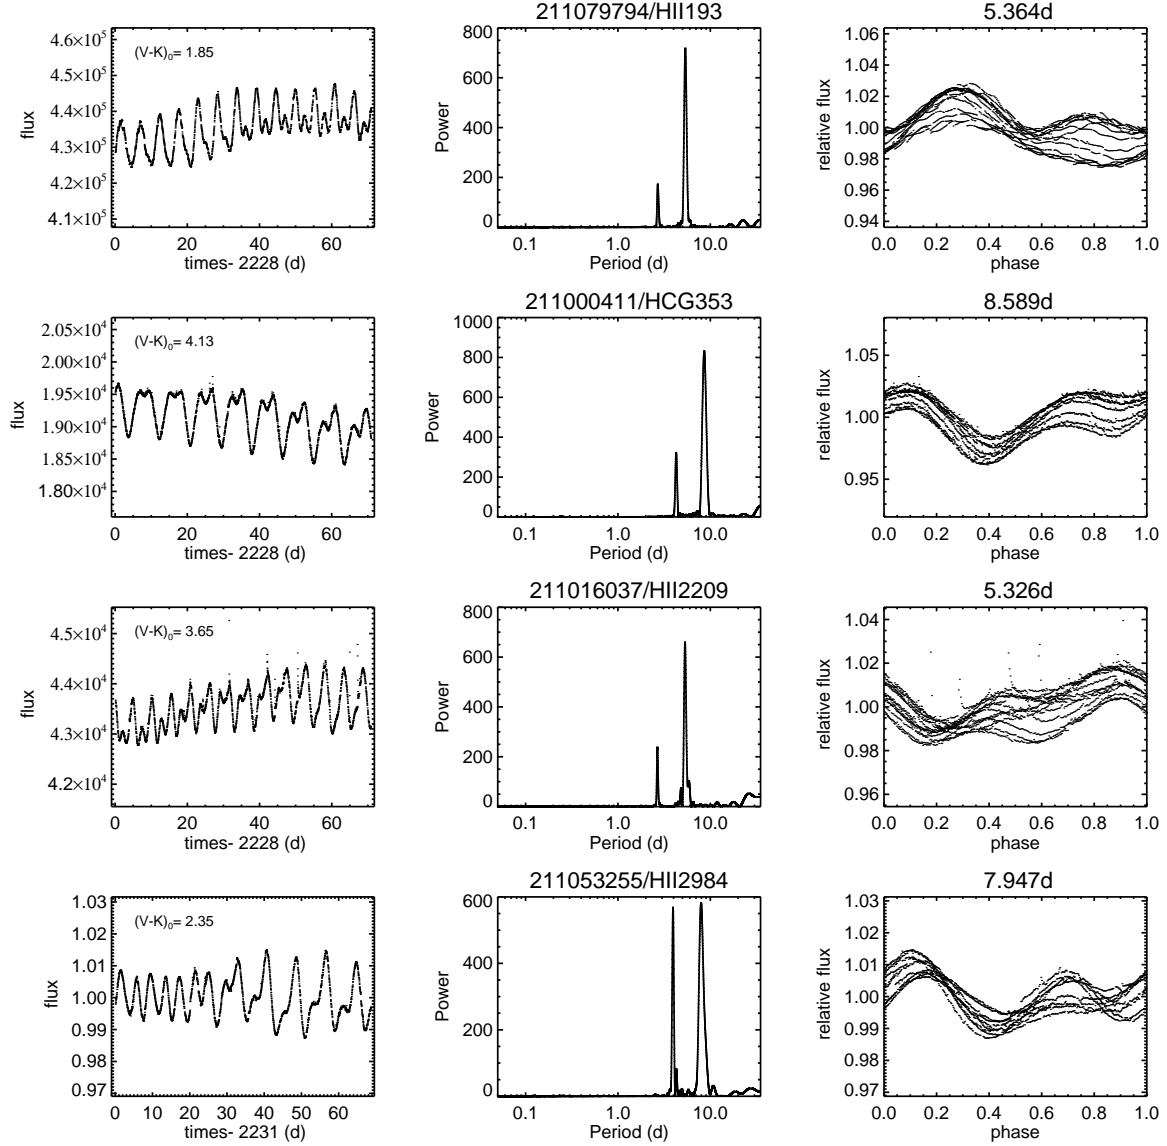 211079794/HII193
5.364d
4.6×10⁵
4.5×10⁵
4.4×10⁵
4.3×10⁵
4.2×10⁵
4.1×10⁵
flux
(V-K)₀= 1.85
0 20 40 60
times- 2228 (d)
800
600
400
200
0
Power
0.1 1.0 10.0
Period (d)
1.06
1.04
1.02
1.00
0.98
0.96
0.94
relative flux
0.0 0.2 0.4 0.6 0.8 1.0
phase
211000411/HCG353
8.589d
2.05×10⁴
2.00×10⁴
1.95×10⁴
1.90×10⁴
1.85×10⁴
1.80×10⁴
flux
(V-K)₀= 4.13
0 20 40 60
times- 2228 (d)
1000
800
600
400
200
0
Power
0.1 1.0 10.0
Period (d)
1.05
1.00
0.95
relative flux
0.0 0.2 0.4 0.6 0.8 1.0
phase
211016037/HII2209
5.326d
4.5×10⁴
4.4×10⁴
4.3×10⁴
4.2×10⁴
flux
(V-K)₀= 3.65
0 20 40 60
times- 2228 (d)
800
600
400
200
0
Power
0.1 1.0 10.0
Period (d)
1.04
1.02
1.00
0.98
0.96
relative flux
0.0 0.2 0.4 0.6 0.8 1.0
phase
211053255/HII2984
7.947d
1.03
1.02
1.01
1.00
0.99
0.98
0.97
flux
(V-K)₀= 2.35
0 10 20 30 40 50 60
times- 2231 (d)
600
400
200
0
Power
0.1 1.0 10.0
Period (d)
1.03
1.02
1.01
1.00
0.99
0.98
0.97
relative flux
0.0 0.2 0.4 0.6 0.8 1.0
phase